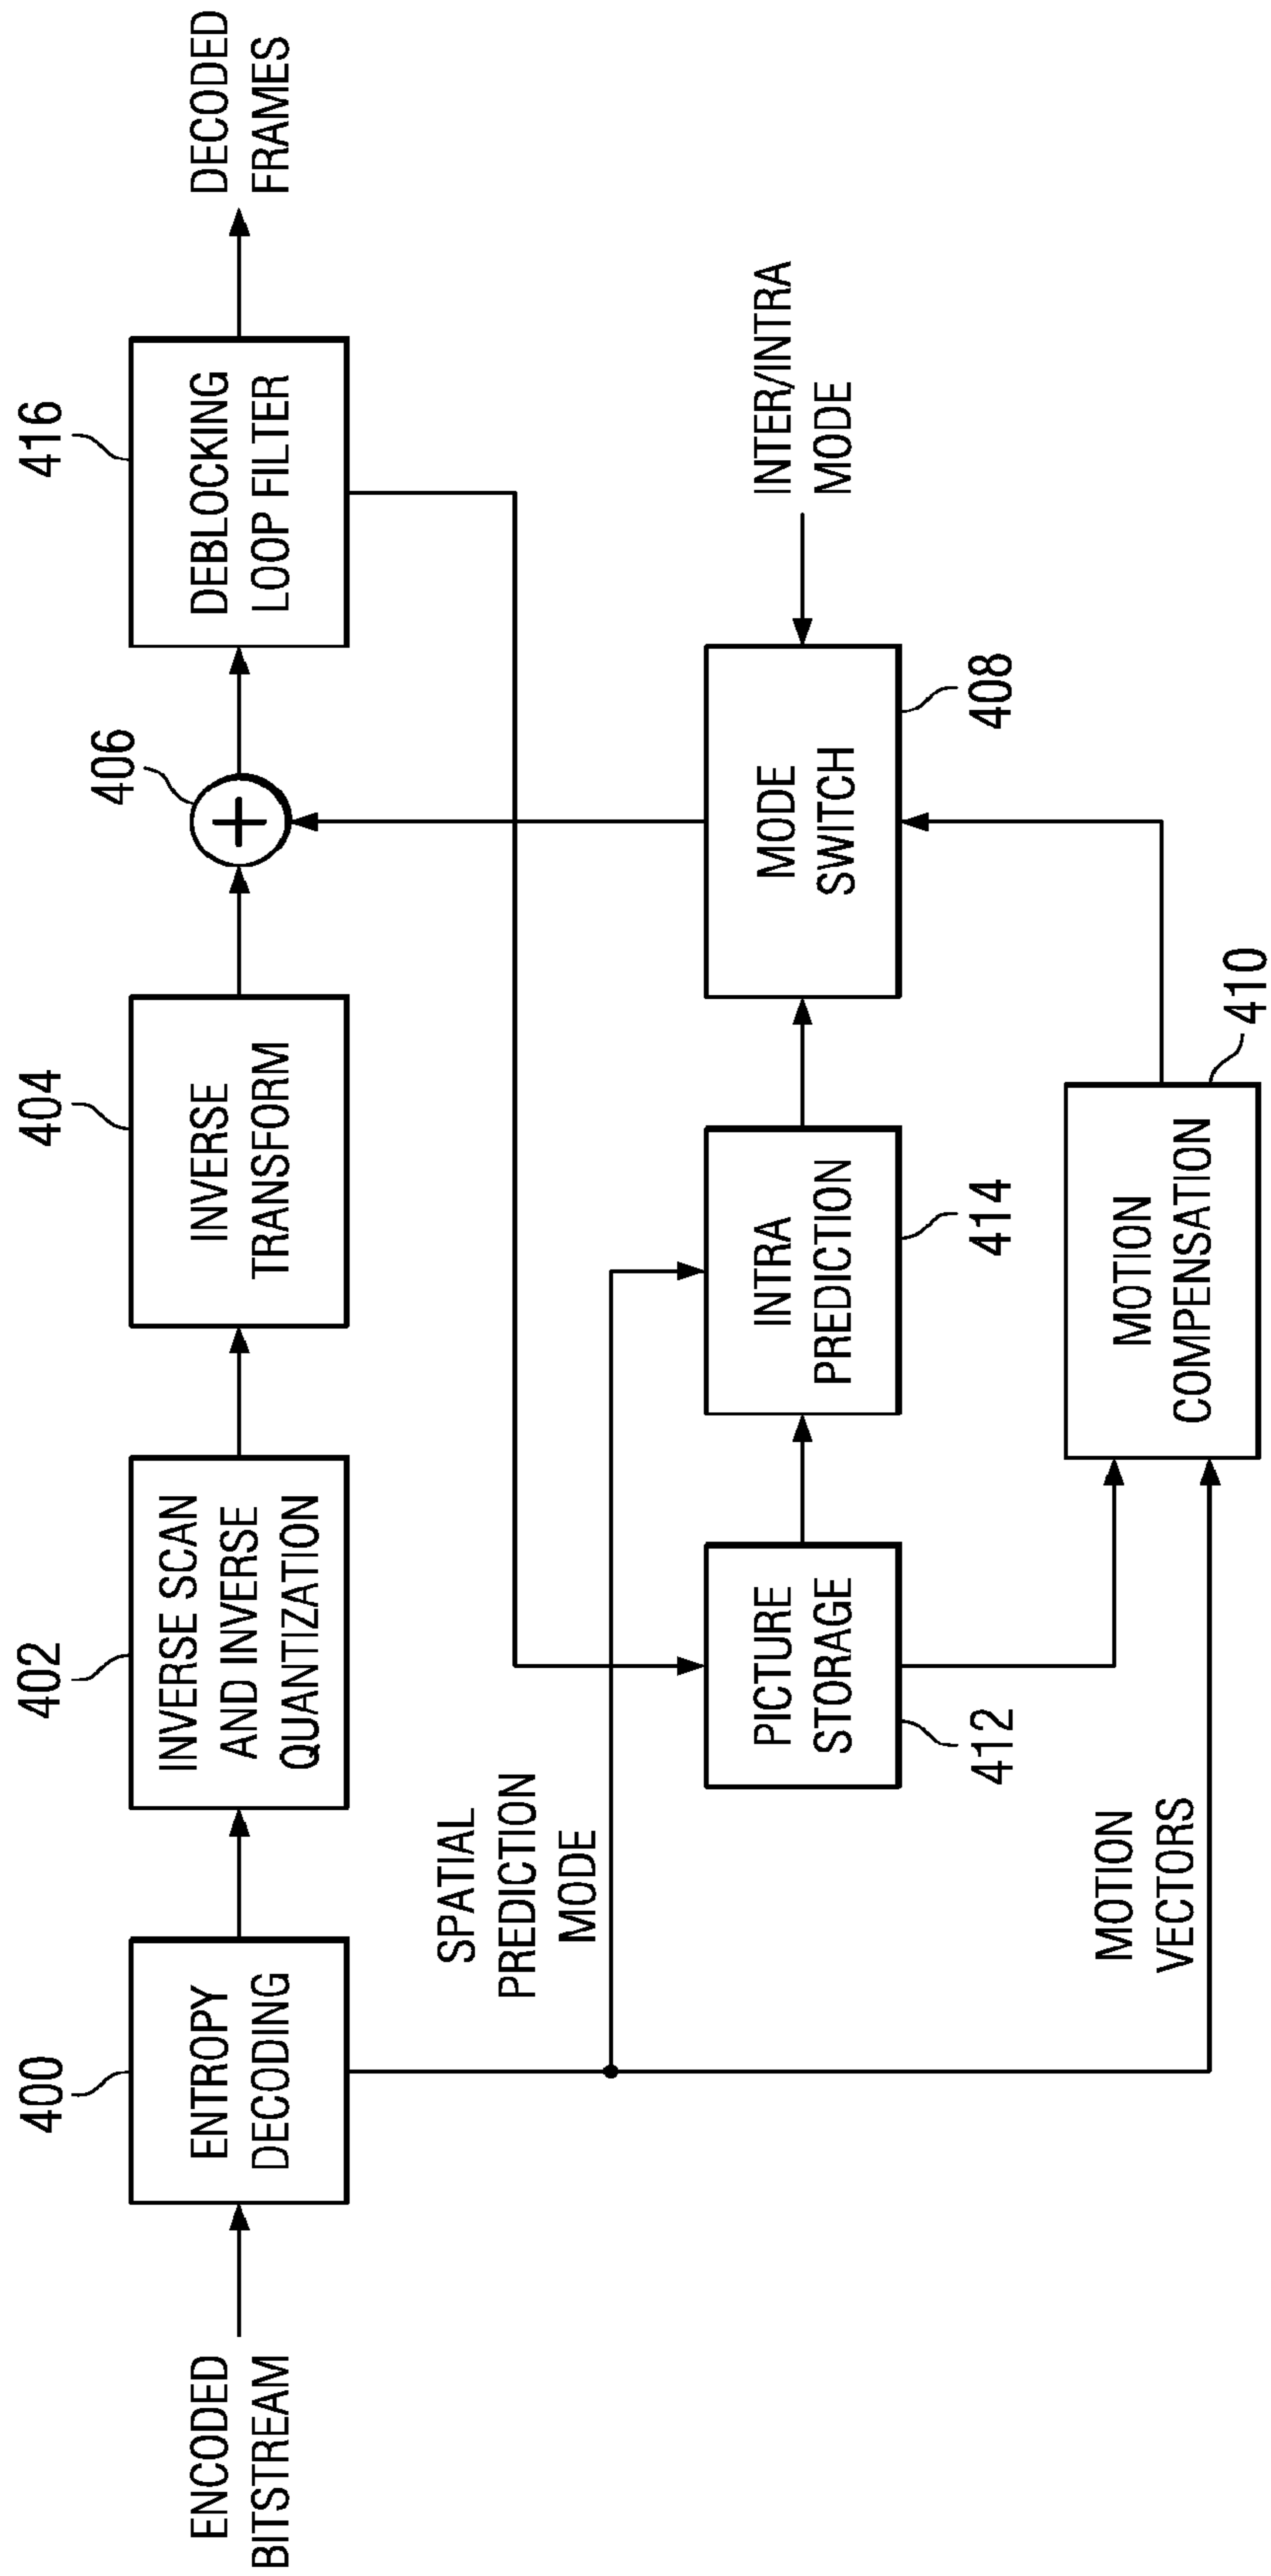 ENCODED
BITSTREAM
400
ENTROPY
DECODING
402
INVERSE SCAN
AND INVERSE
QUANTIZATION
404
INVERSE
TRANSFORM
406
+
416
DEBLOCKING
LOOP FILTER
DECODED
FRAMES
SPATIAL
PREDICTION
MODE
PICTURE
STORAGE
412
INTRA
PREDICTION
414
MODE
SWITCH
408
INTER/INTRA
MODE
MOTION
VECTORS
MOTION
COMPENSATION
410